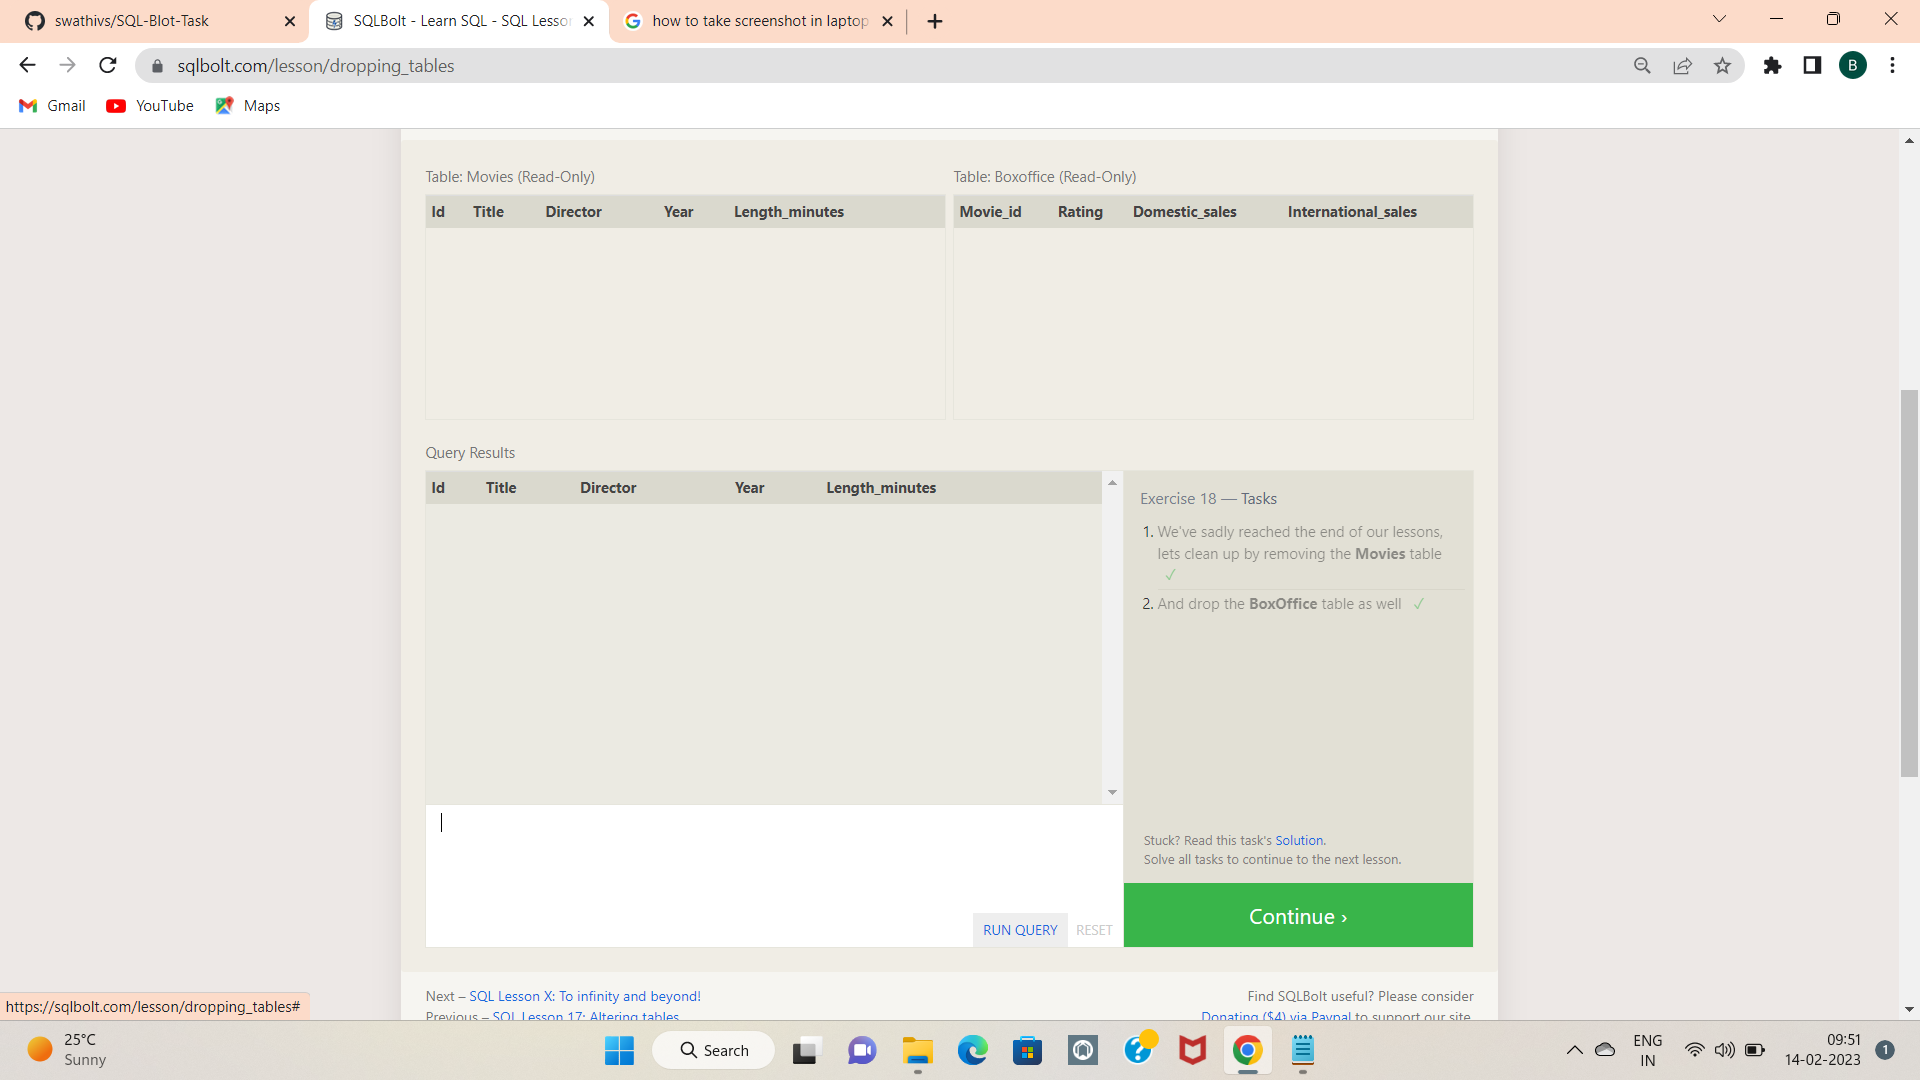 swathivs/SQL-Blot-Task
SQLBolt - Learn SQL - SQL Lesso
how to take screenshot in laptop
sqlbolt.com/lesson/dropping_tables
B
Gmail
YouTube
Maps
Table: Movies (Read-Only)
Table: Boxoffice (Read-Only)
Id Title Director Year Length_minutes
Movie_id Rating Domestic_sales International_sales
Query Results
Id Title Director Year Length_minutes
Exercise 18 — Tasks
1. We've sadly reached the end of our lessons,
lets clean up by removing the Movies table
✓
2. And drop the BoxOffice table as well ✓
Stuck? Read this task's Solution.
Solve all tasks to continue to the next lesson.
RUN QUERY RESET
Continue ›
Next – SQL Lesson X: To infinity and beyond!
Previous – SQL Lesson 17: Altering tables
Find SQLBolt useful? Please consider
Donating ($4) via Paypal to support our site.
https://sqlbolt.com/lesson/dropping_tables#
25°C
Sunny
Search
ENG
IN
09:51
14-02-2023
1